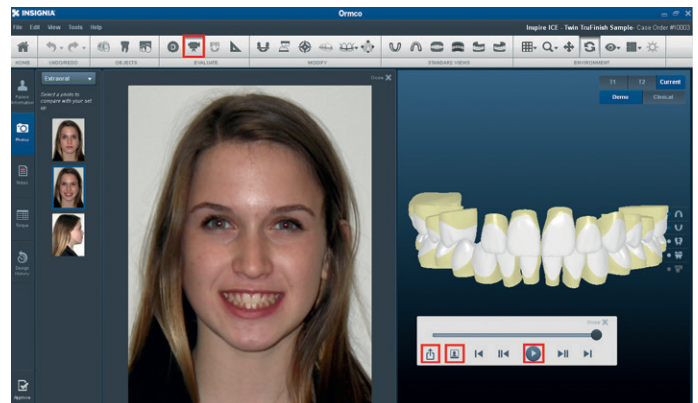 INSIGNIA
Ormco
File Edit View Tools Help
Inspire ICE - Twin TruFinish Sample- Case Order #10003
HOME
UNDO/REDO
OBJECTS
EVALUATE
MODIFY
STANDARD VIEWS
ENVIRONMENT
Extraoral
Close X
T1 T2 Current
Demo Clinical
Patient
Information
Select a photo to
compare with your set
up
Photos
Notes
Torque
Design
History
Close X
Approve